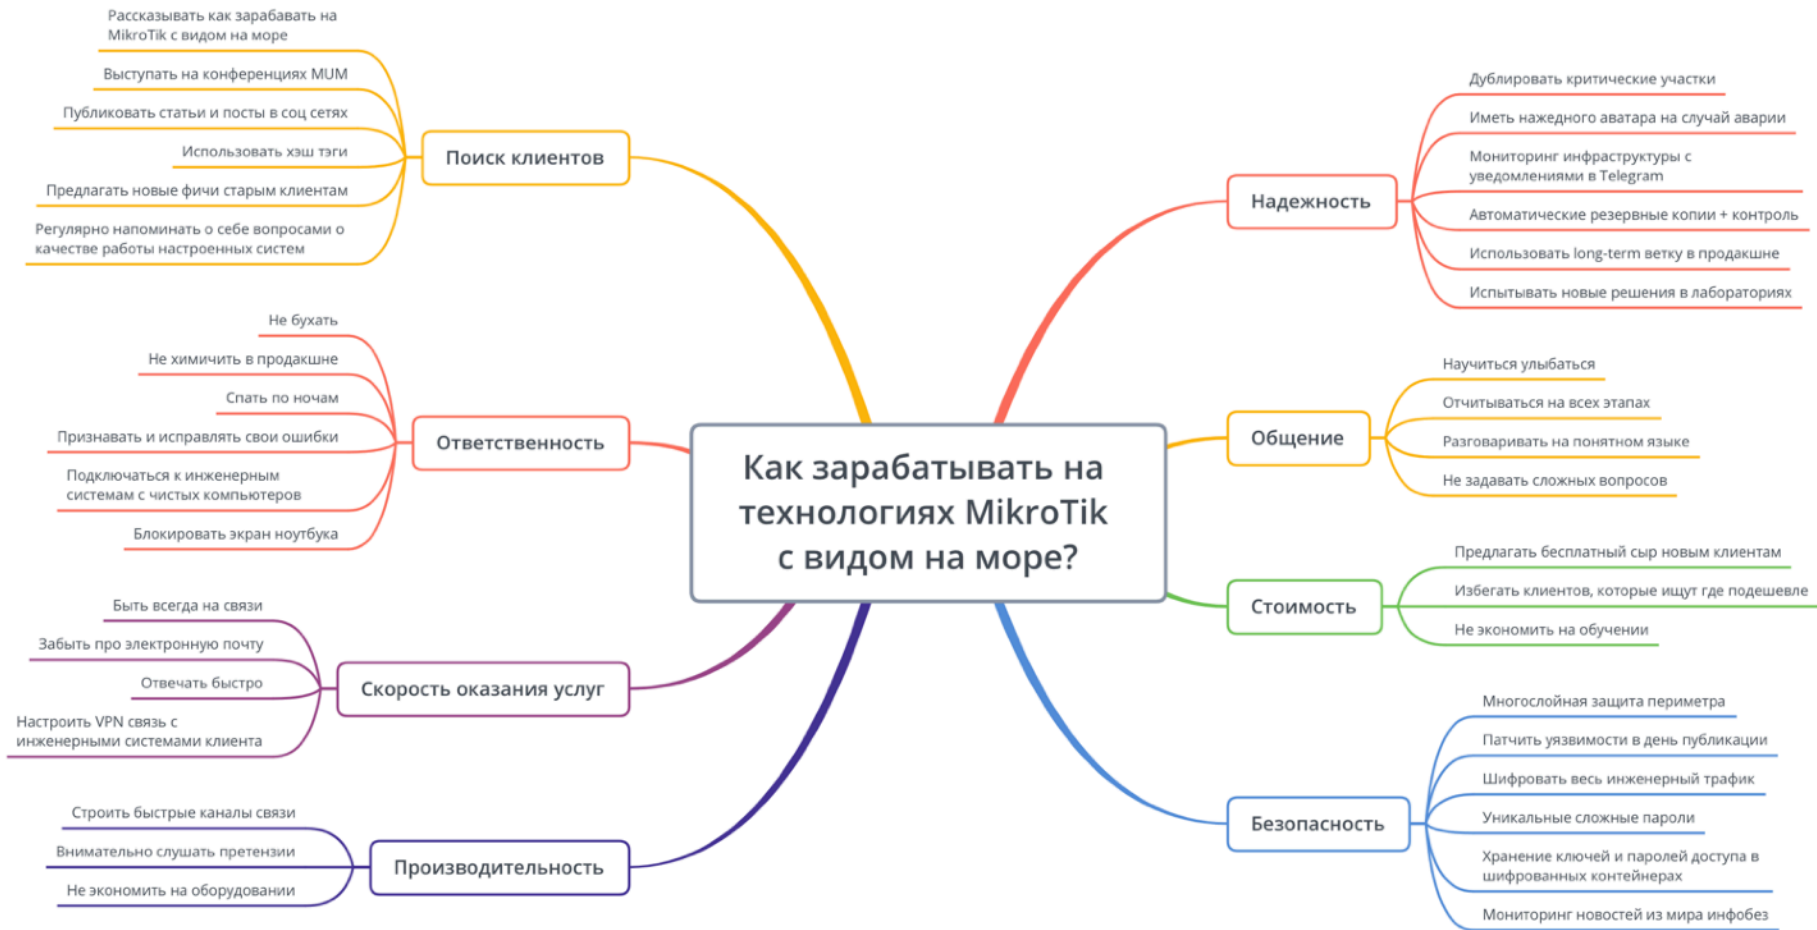 Рассказывать как зарабавать на
MikroTik с видом на море
Выступать на конференциях MUM
Публиковать статьи и посты в соц сетях
Использовать хэш тэги
Предлагать новые фичи старым клиентам
Регулярно напоминать о себе вопросами о
качестве работы настроенных систем
Поиск клиентов
Не бухать
Не химичить в продакшне
Спать по ночам
Признавать и исправлять свои ошибки
Подключаться к инженерным
системам с чистых компьютеров
Блокировать экран ноутбука
Ответственность
Быть всегда на связи
Забыть про электронную почту
Отвечать быстро
Настроить VPN связь с
инженерными системами клиента
Скорость оказания услуг
Строить быстрые каналы связи
Внимательно слушать претензии
Не экономить на оборудовании
Производительность
Как зарабатывать на
технологиях MikroTik
с видом на море?
Надежность
Дублировать критические участки
Иметь нажедного аватара на случай аварии
Мониторинг инфраструктуры с
уведомлениями в Telegram
Автоматические резервные копии + контроль
Использовать long-term ветку в продакшне
Испытывать новые решения в лабораториях
Общение
Научиться улыбаться
Отчитываться на всех этапах
Разговаривать на понятном языке
Не задавать сложных вопросов
Стоимость
Предлагать бесплатный сыр новым клиентам
Избегать клиентов, которые ищут где подешевле
Не экономить на обучении
Безопасность
Многослойная защита периметра
Патчить уязвимости в день публикации
Шифровать весь инженерный трафик
Уникальные сложные пароли
Хранение ключей и паролей доступа в
шифрованных контейнерах
Мониторинг новостей из мира инфобез